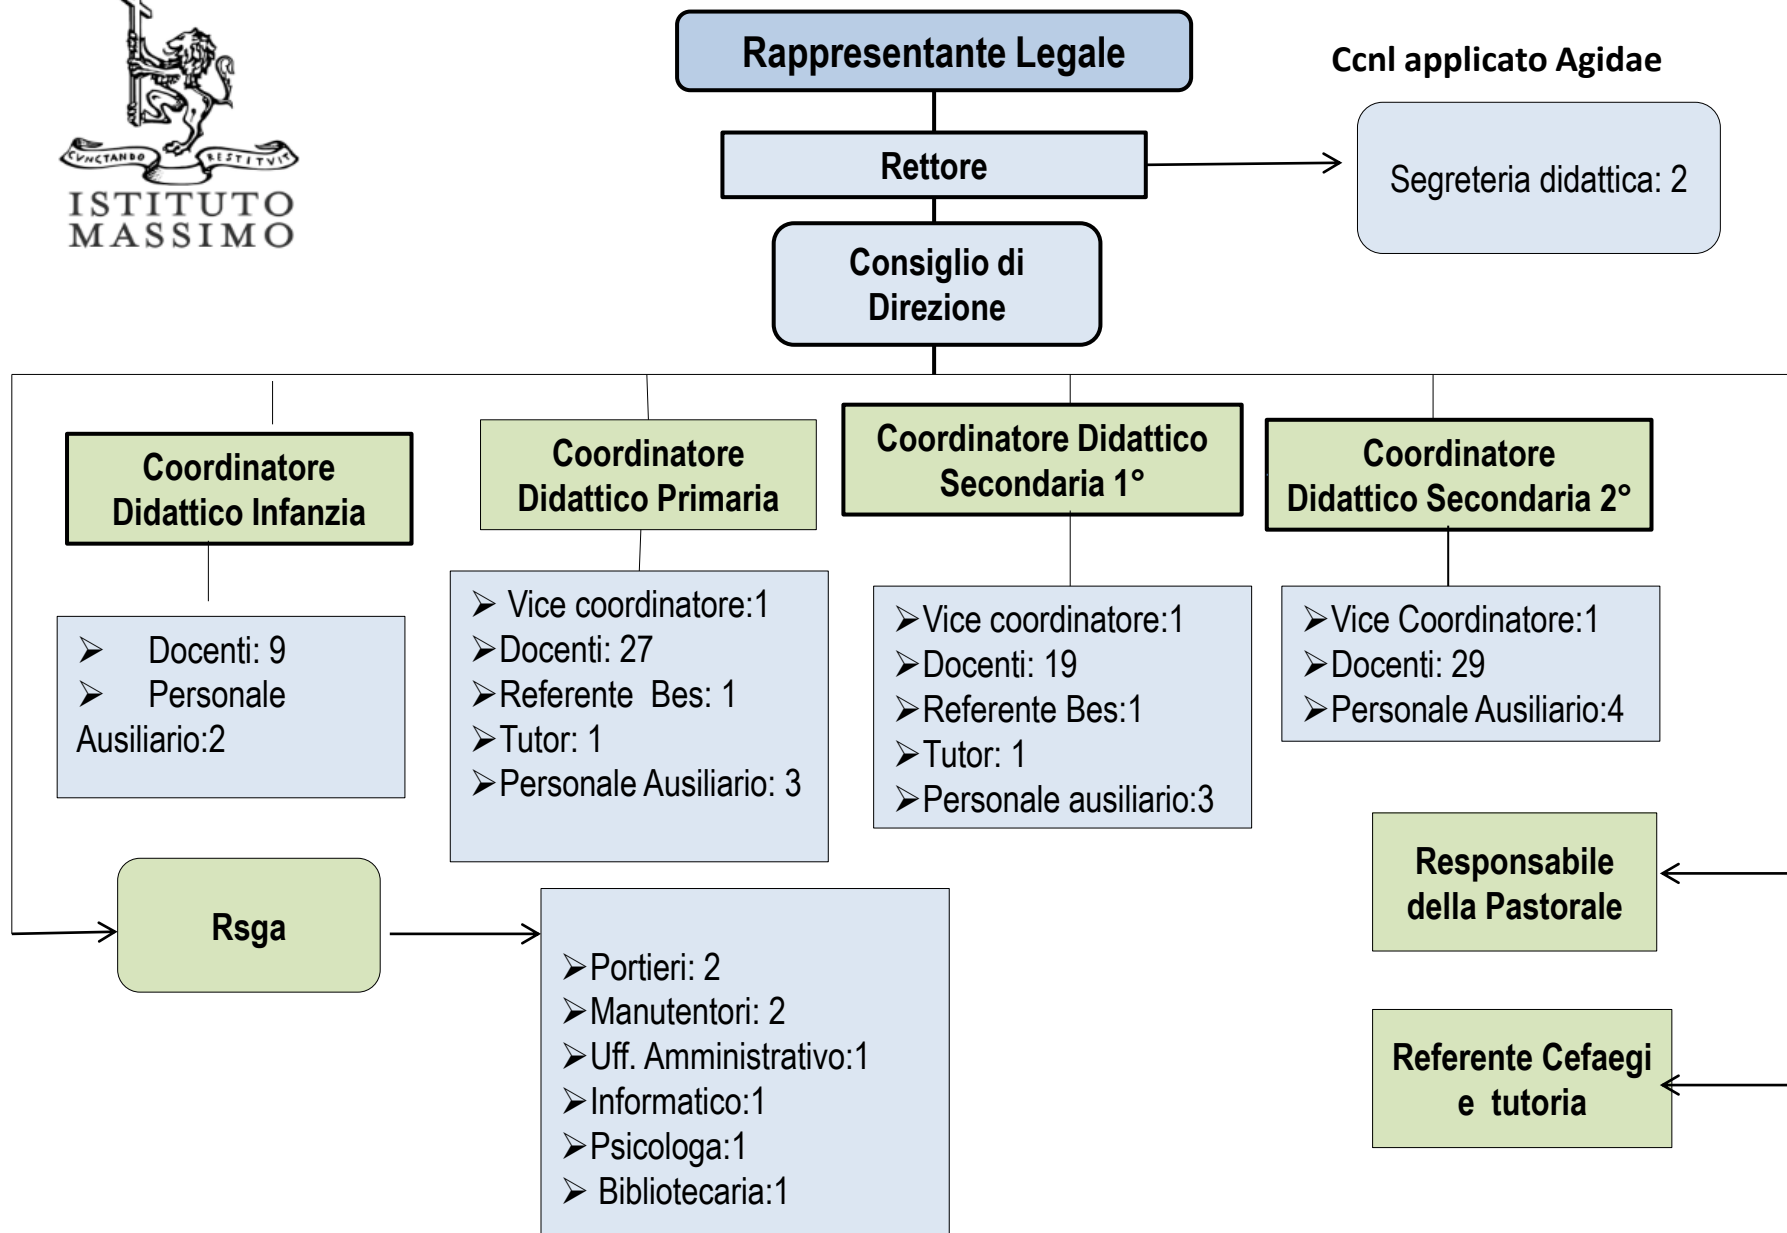 CVNCTANDO RESTITVIT
ISTITUTO
MASSIMO
Rappresentante Legale
Ccnl applicato Agidae
Rettore
Segreteria didattica: 2
Consiglio di
Direzione
Coordinatore
Didattico Infanzia
Coordinatore
Didattico Primaria
Coordinatore Didattico
Secondaria 1°
Coordinatore
Didattico Secondaria 2°
➢ Docenti: 9
➢ Personale
Ausiliario:2
➢ Vice coordinatore:1
➢Docenti: 27
➢Referente Bes: 1
➢Tutor: 1
➢Personale Ausiliario: 3
➢Vice coordinatore:1
➢Docenti: 19
➢Referente Bes:1
➢Tutor: 1
➢Personale ausiliario:3
➢Vice Coordinatore:1
➢Docenti: 29
➢Personale Ausiliario:4
Rsga
➢Portieri: 2
➢Manutentori: 2
➢Uff. Amministrativo:1
➢Informatico:1
➢Psicologa:1
➢ Bibliotecaria:1
Responsabile
della Pastorale
Referente Cefaegi
e tutoria